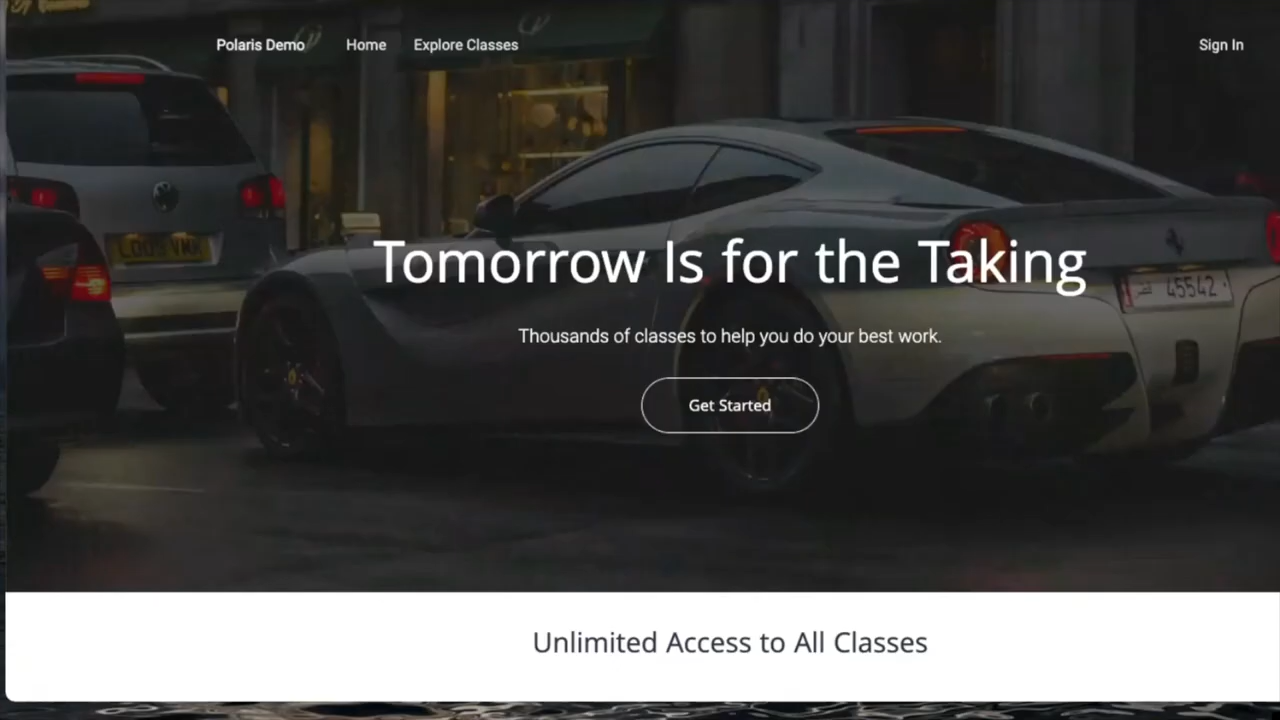 Polaris Demo Home Explore Classes Sign In
Tomorrow Is for the Taking
45542
Thousands of classes to help you do your best work.
Get Started
Unlimited Access to All Classes